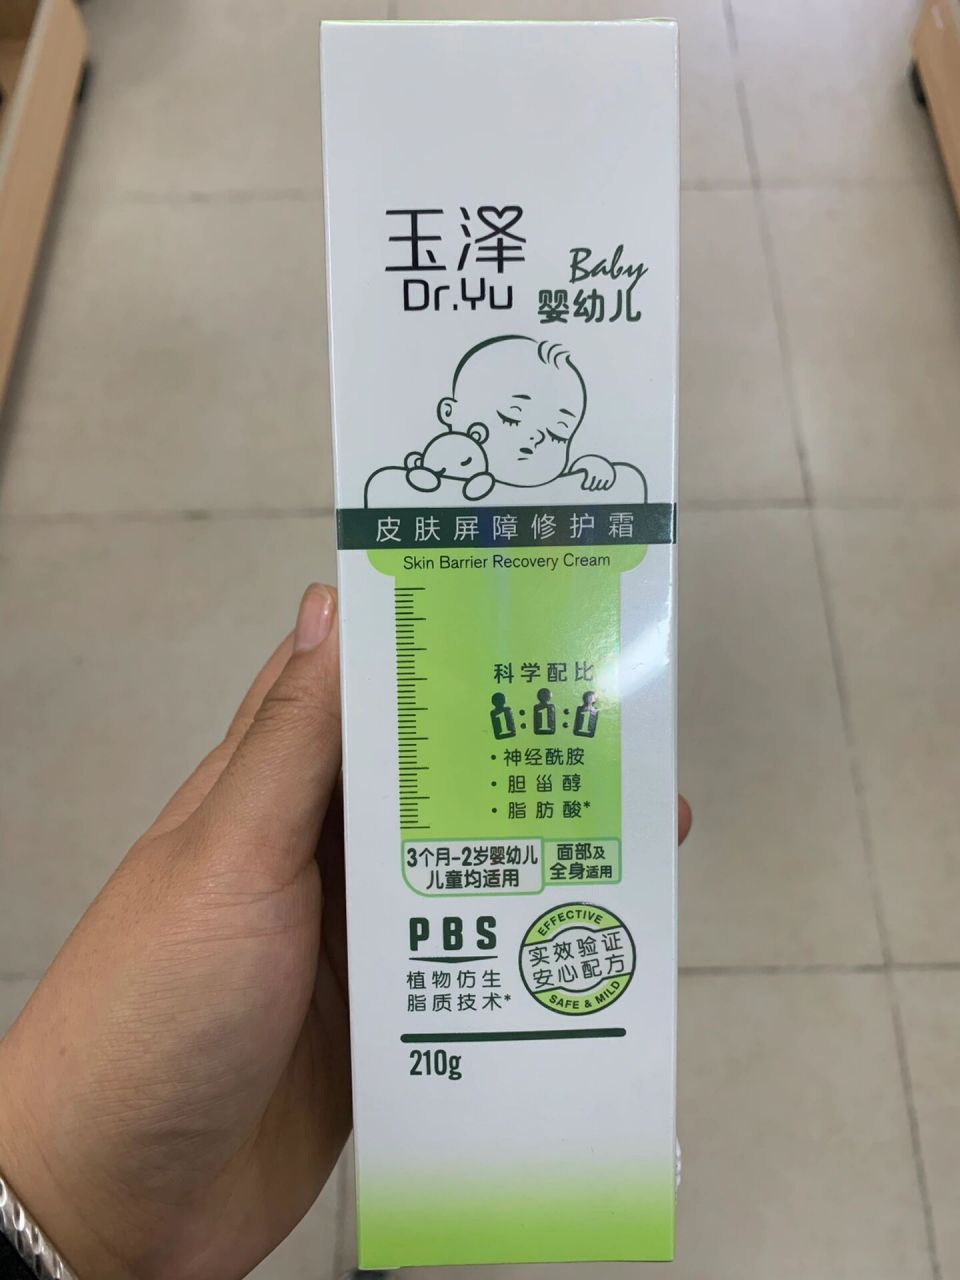 玉泽
Dr.Yu
Baby
婴幼儿
皮肤屏障修护霜
Skin Barrier Recovery Cream
科学配比
1:1:1
·神经酰胺
·胆甾醇
·脂肪酸*
3个月-2岁婴幼儿
儿童均适用
面部及
全身适用
PBS
植物仿生
脂质技术*
EFFECTIVE
实效验证
安心配方
SAFE & MILD
210g